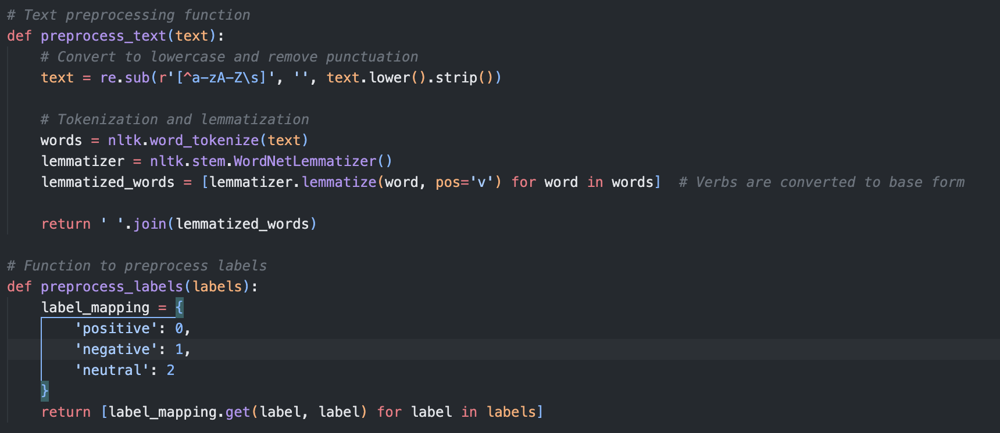 # Text preprocessing function
def preprocess_text(text):
    # Convert to lowercase and remove punctuation
    text = re.sub(r'[^a-zA-Z\s]', '', text.lower().strip())

    # Tokenization and lemmatization
    words = nltk.word_tokenize(text)
    lemmatizer = nltk.stem.WordNetLemmatizer()
    lemmatized_words = [lemmatizer.lemmatize(word, pos='v') for word in words]  # Verbs are converted to base form

    return ' '.join(lemmatized_words)

# Function to preprocess labels
def preprocess_labels(labels):
    label_mapping = {
        'positive': 0,
        'negative': 1,
        'neutral': 2
    }
    return [label_mapping.get(label, label) for label in labels]